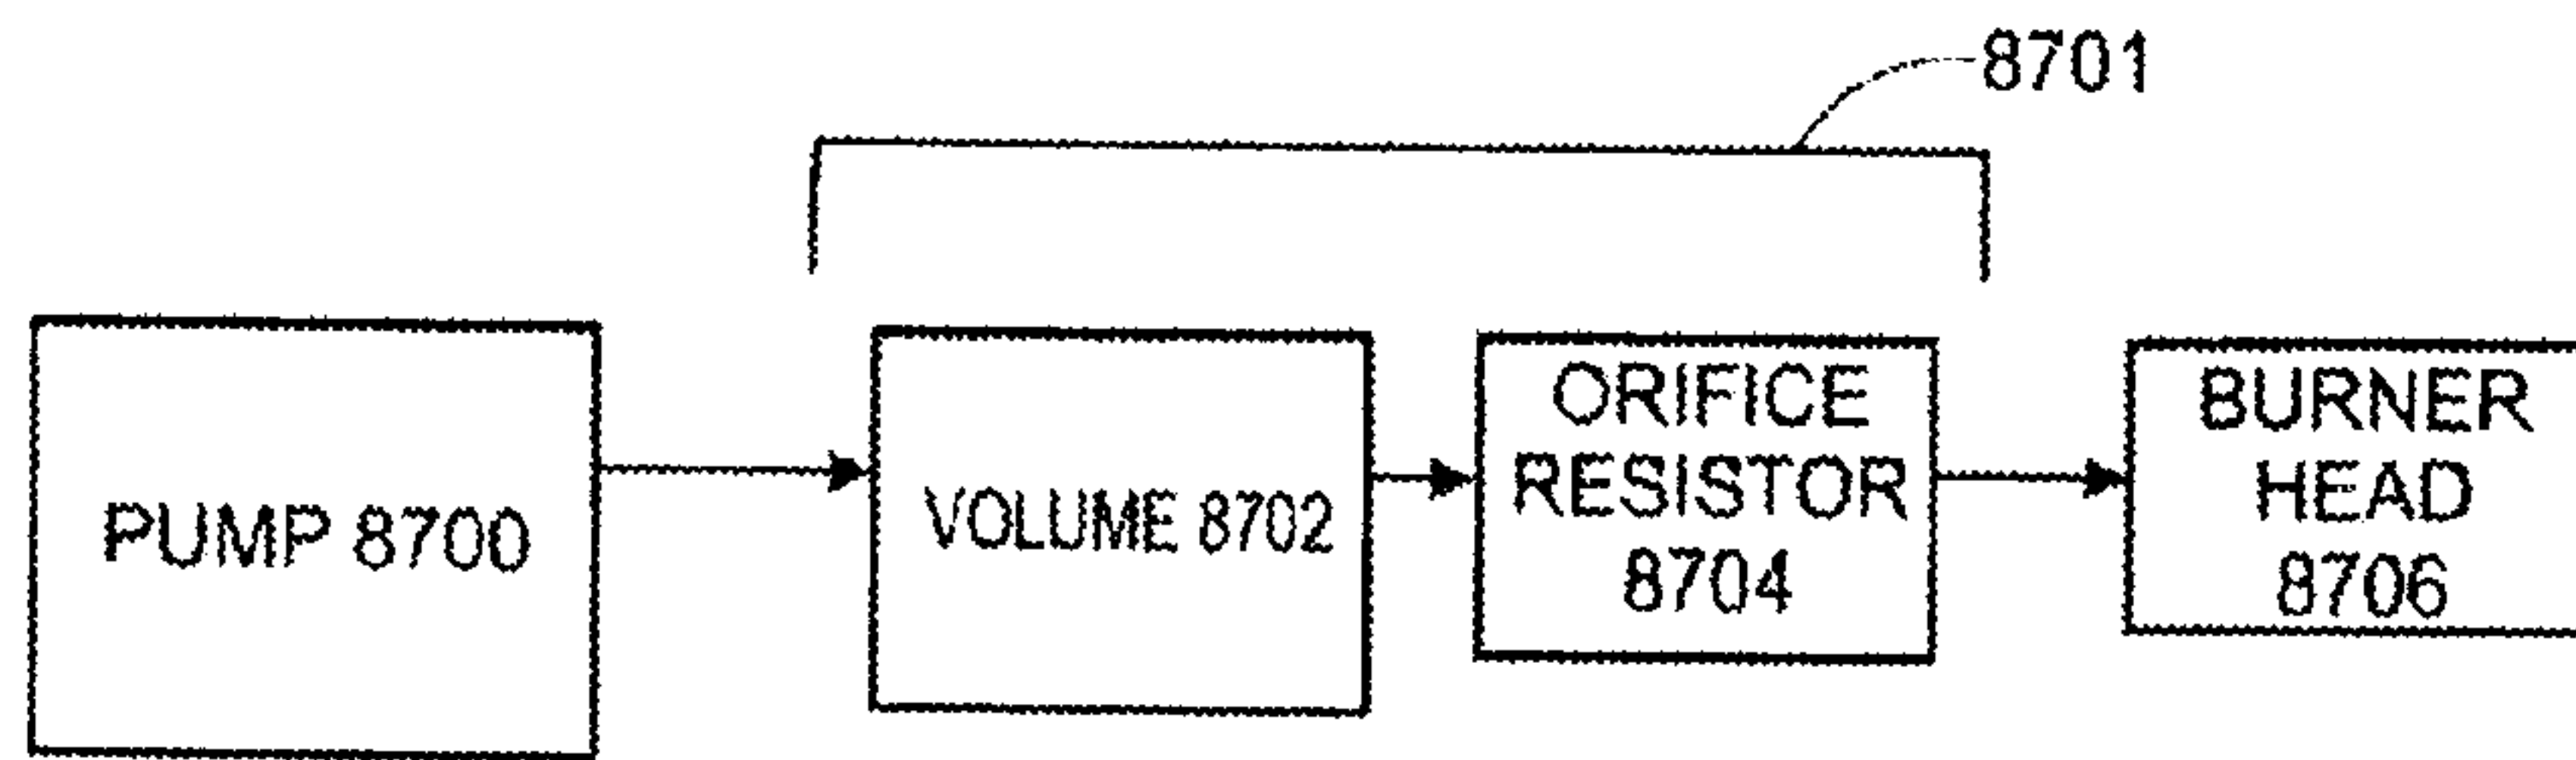 8701
PUMP 8700
VOLUME 8702
ORIFICE
RESISTOR
8704
BURNER
HEAD
8706